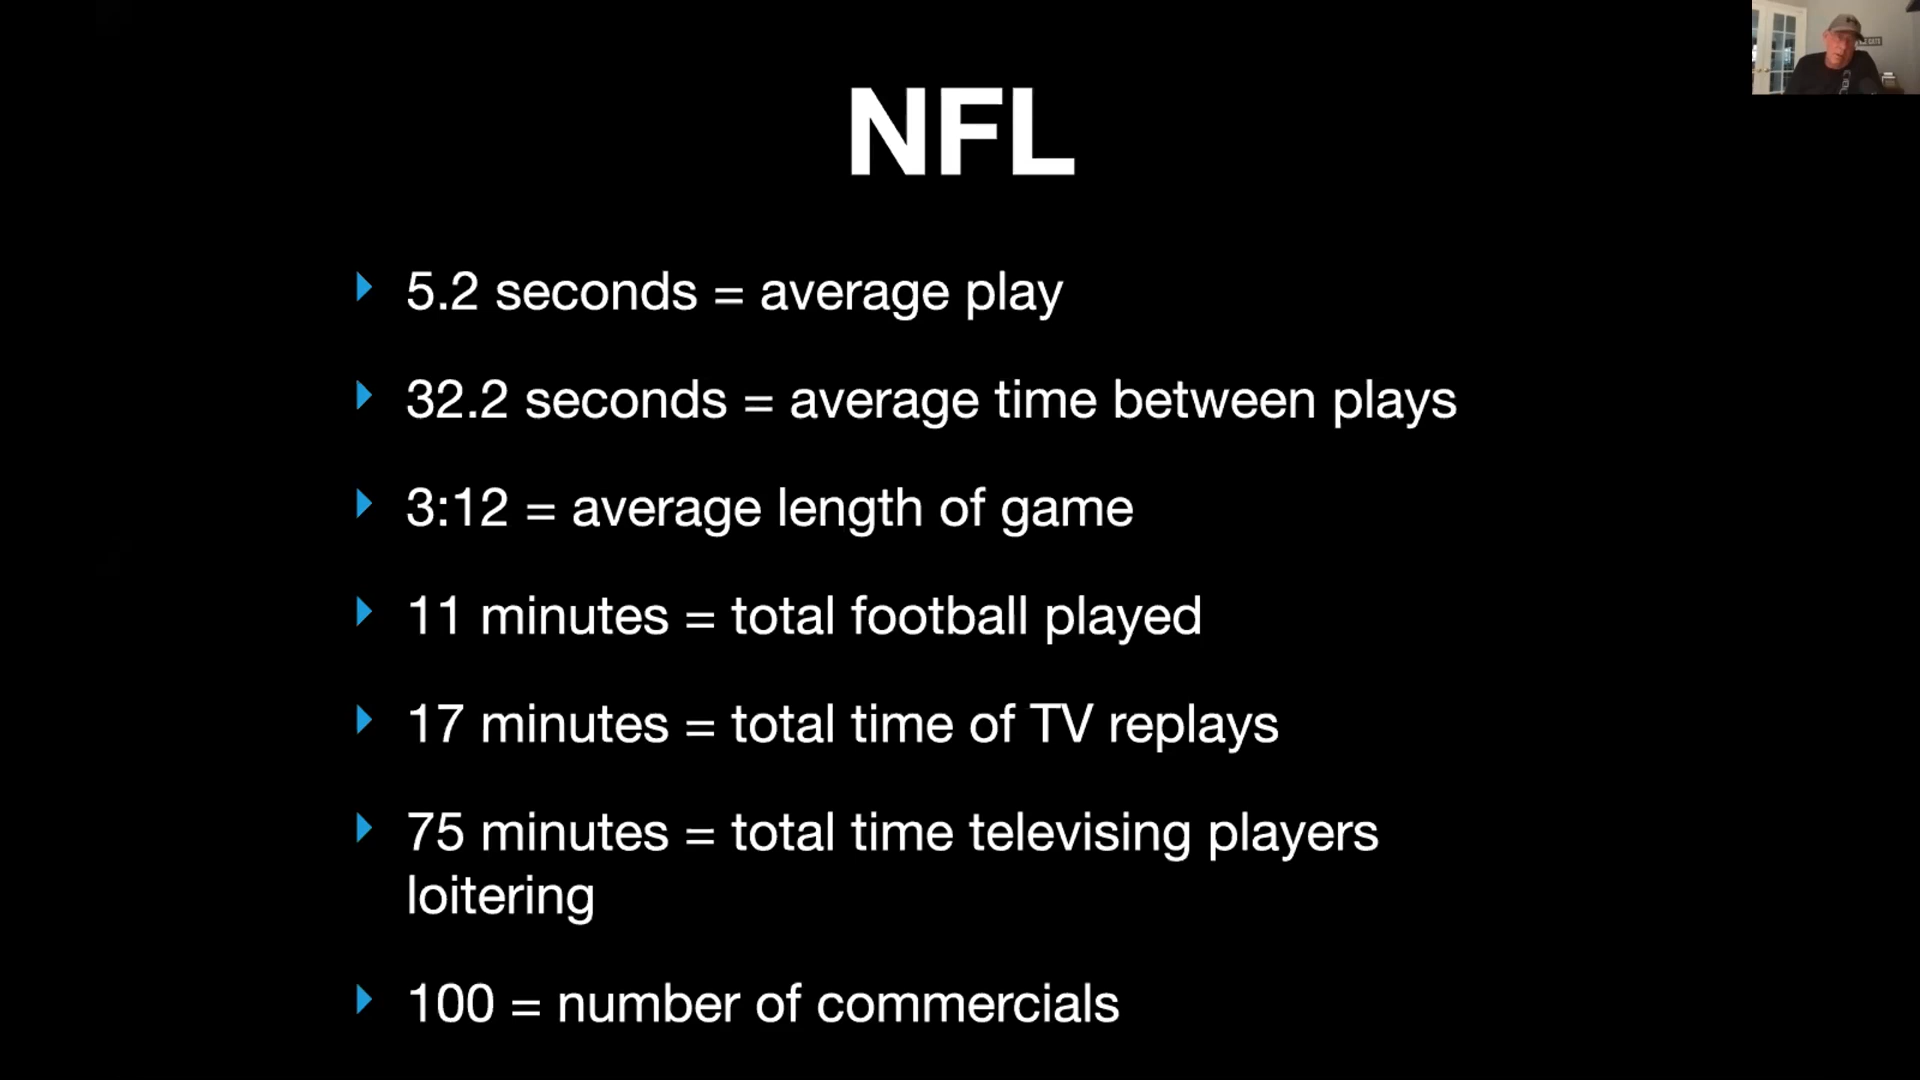 NFL
5.2 seconds = average play
32.2 seconds = average time between plays
3:12 = average length of game
11 minutes = total football played
17 minutes = total time of TV replays
75 minutes = total time televising players
loitering
100 = number of commercials